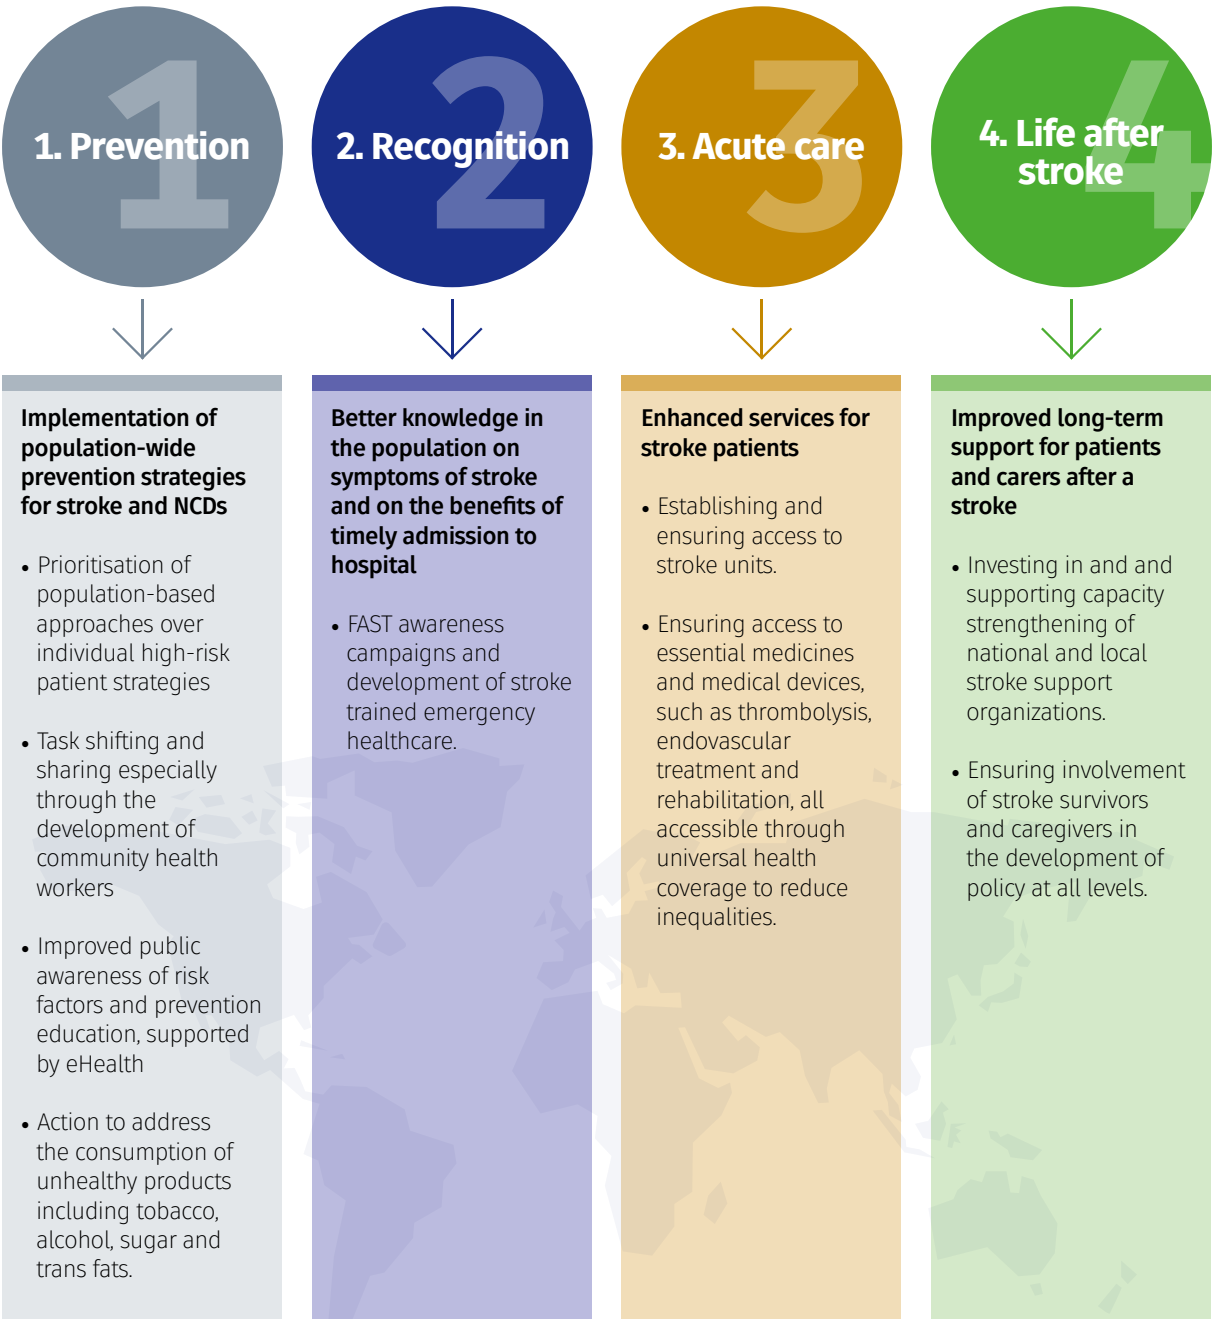 1
1. Prevention
2
2. Recognition
3
3. Acute care
4
4. Life after
stroke
Implementation of
population-wide
prevention strategies
for stroke and NCDs
• Prioritisation of
population-based
approaches over
individual high-risk
patient strategies
• Task shifting and
sharing especially
through the
development of
community health
workers
• Improved public
awareness of risk
factors and prevention
education, supported
by eHealth
• Action to address
the consumption of
unhealthy products
including tobacco,
alcohol, sugar and
trans fats.
Better knowledge in
the population on
symptoms of stroke
and on the benefits of
timely admission to
hospital
• FAST awareness
campaigns and
development of stroke
trained emergency
healthcare.
Enhanced services for
stroke patients
• Establishing and
ensuring access to
stroke units.
• Ensuring access to
essential medicines
and medical devices,
such as thrombolysis,
endovascular
treatment and
rehabilitation, all
accessible through
universal health
coverage to reduce
inequalities.
Improved long-term
support for patients
and carers after a
stroke
• Investing in and and
supporting capacity
strengthening of
national and local
stroke support
organizations.
• Ensuring involvement
of stroke survivors
and caregivers in
the development of
policy at all levels.